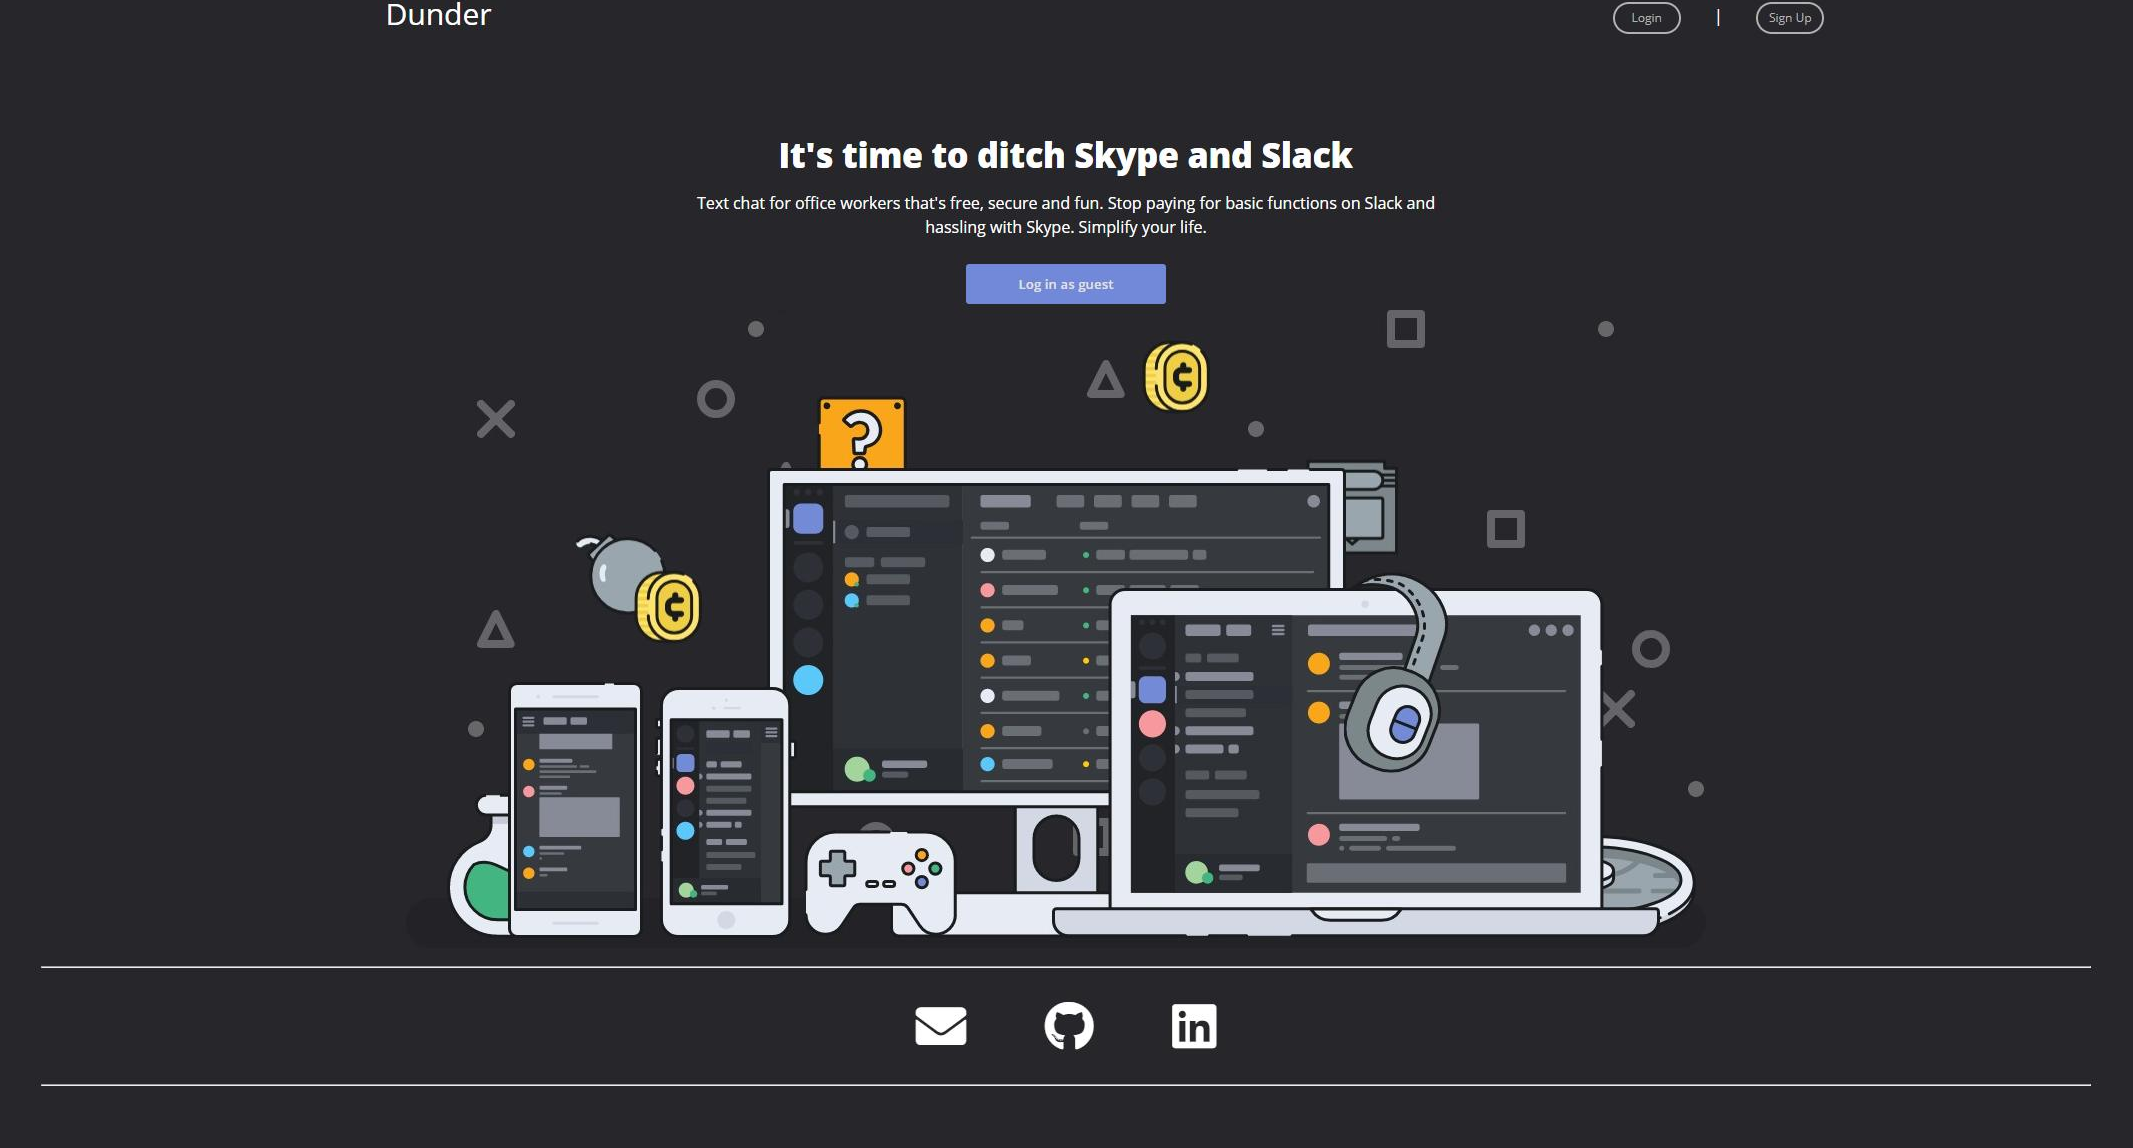 Dunder
Login | Sign Up
It's time to ditch Skype and Slack
Text chat for office workers that's free, secure and fun. Stop paying for basic functions on Slack and
hassling with Skype. Simplify your life.
Log in as guest
?
in